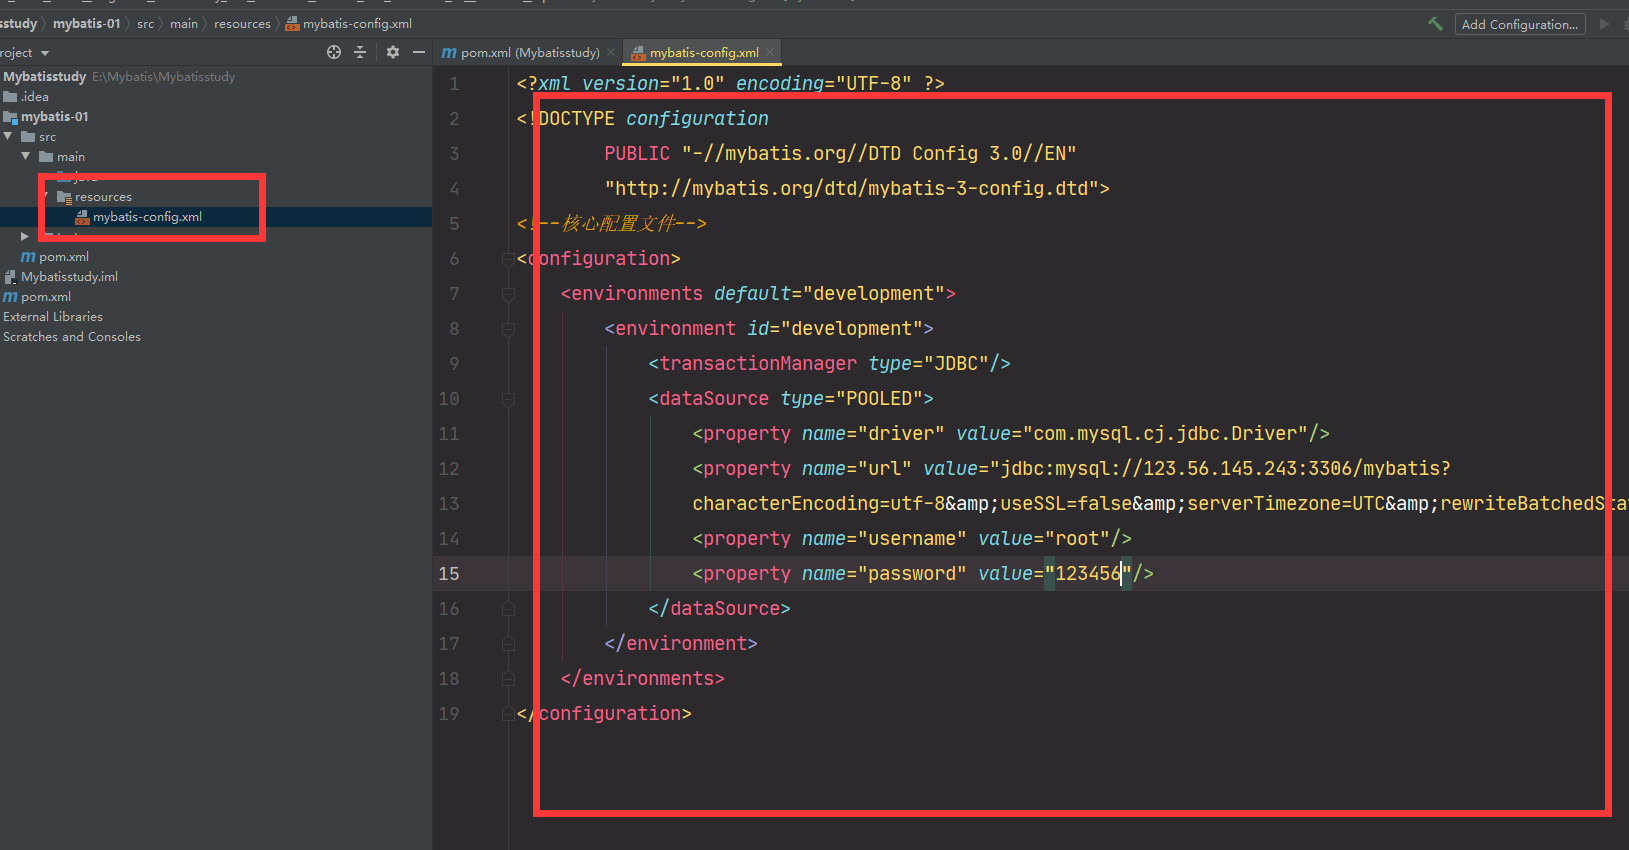 sstudy mybatis-01 src main resources mybatis-config.xml Add Configuration...
roject
pom.xml (Mybatisstudy) mybatis-config.xml
Mybatisstudy E:\Mybatis\Mybatisstudy
.idea
mybatis-01
src
main
resources
mybatis-config.xml
pom.xml
Mybatisstudy.iml
pom.xml
External Libraries
Scratches and Consoles
1 <?xml version="1.0" encoding="UTF-8" ?>
2 <!DOCTYPE configuration
3 PUBLIC "-//mybatis.org//DTD Config 3.0//EN"
4 "http://mybatis.org/dtd/mybatis-3-config.dtd">
5 <!--核心配置文件-->
6 <configuration>
7 <environments default="development">
8 <environment id="development">
9 <transactionManager type="JDBC"/>
10 <dataSource type="POOLED">
11 <property name="driver" value="com.mysql.cj.jdbc.Driver"/>
12 <property name="url" value="jdbc:mysql://123.56.145.243:3306/mybatis?
13 characterEncoding=utf-8&amp;useSSL=false&amp;serverTimezone=UTC&amp;rewriteBatchedSta
14 <property name="username" value="root"/>
15 <property name="password" value="123456"/>
16 </dataSource>
17 </environment>
18 </environments>
19 </configuration>